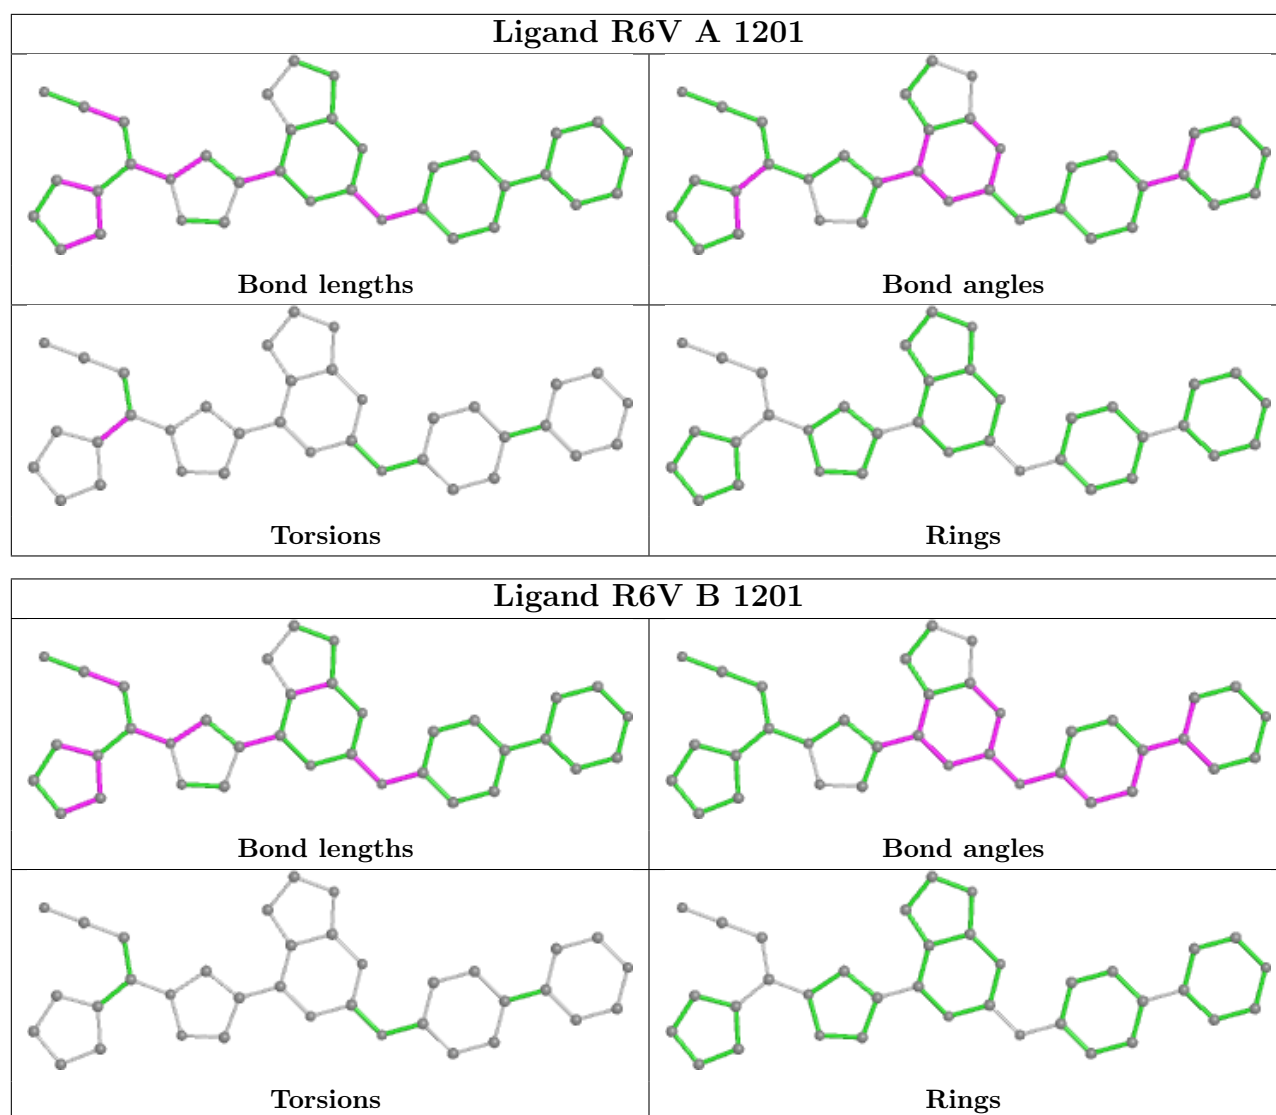 Ligand R6V A 1201
Bond lengths
Bond angles
Torsions
Rings
Ligand R6V B 1201
Bond lengths
Bond angles
Torsions
Rings